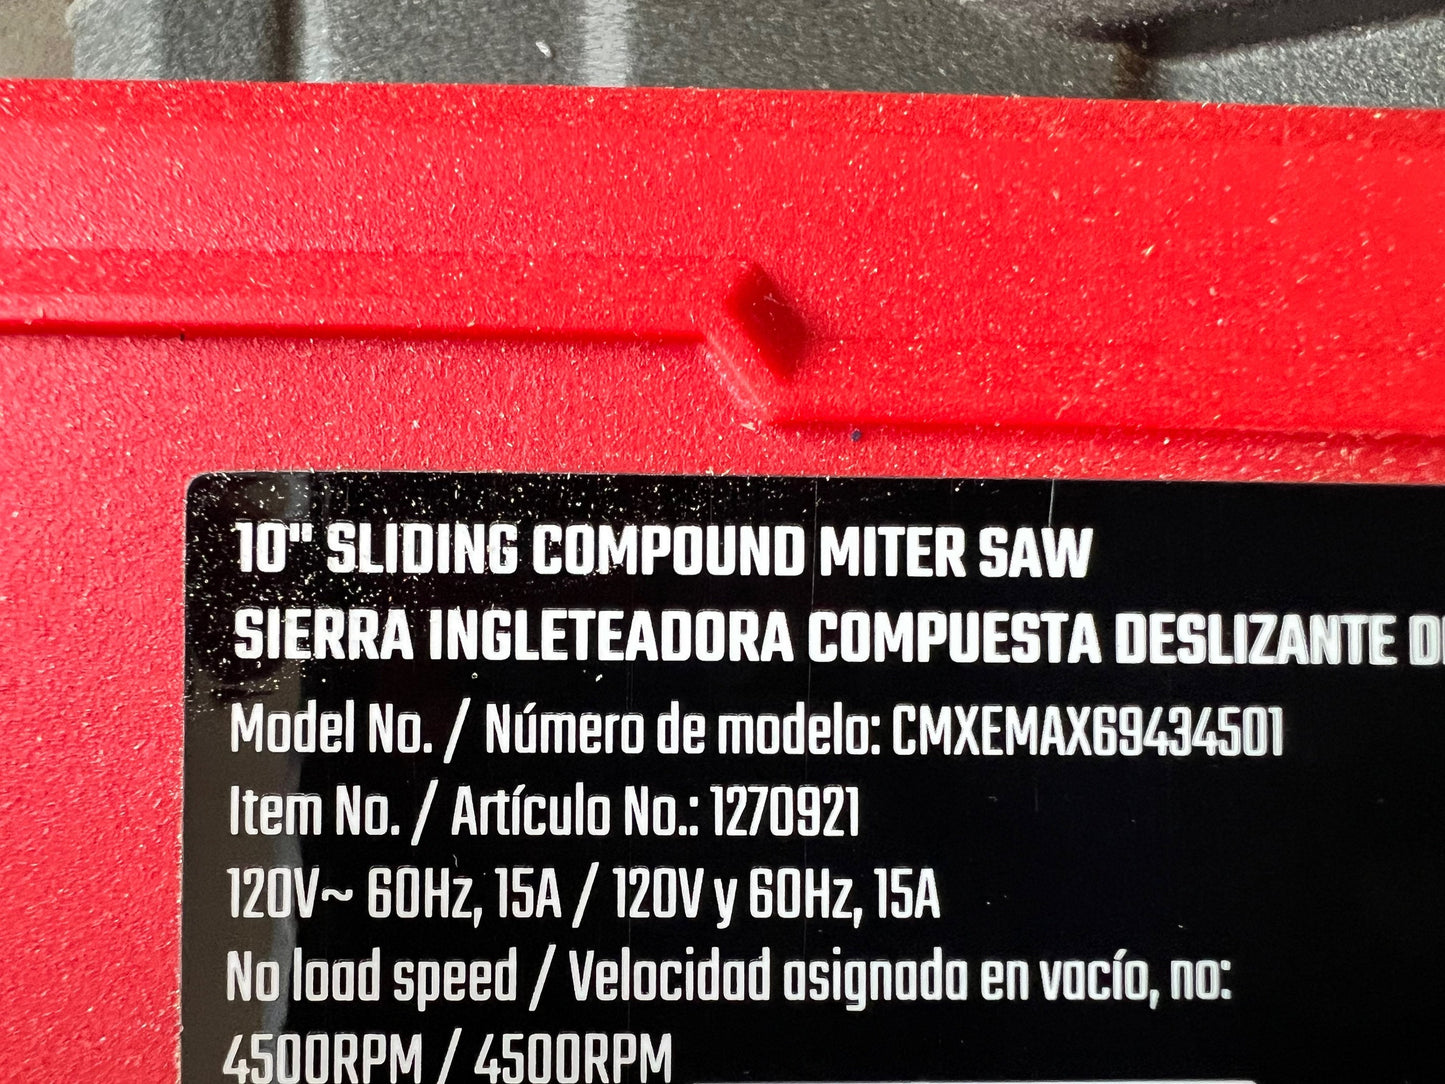 10" SLIDING COMPOUND MITER SAW
SIERRA INGLETEADORA COMPUESTA DESLIZANTE
Model No. / Número de modelo: CMXEMAX69434501
Item No. / Artículo No.: 1270921
120V~ 60Hz, 15A / 120V y 60Hz, 15A
No load speed / Velocidad asignada en vacío, no:
4500RPM / 4500RPM